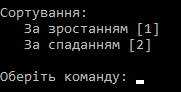 Сортування:
За зростанням [1]
За спаданням [2]
Оберіть команду: